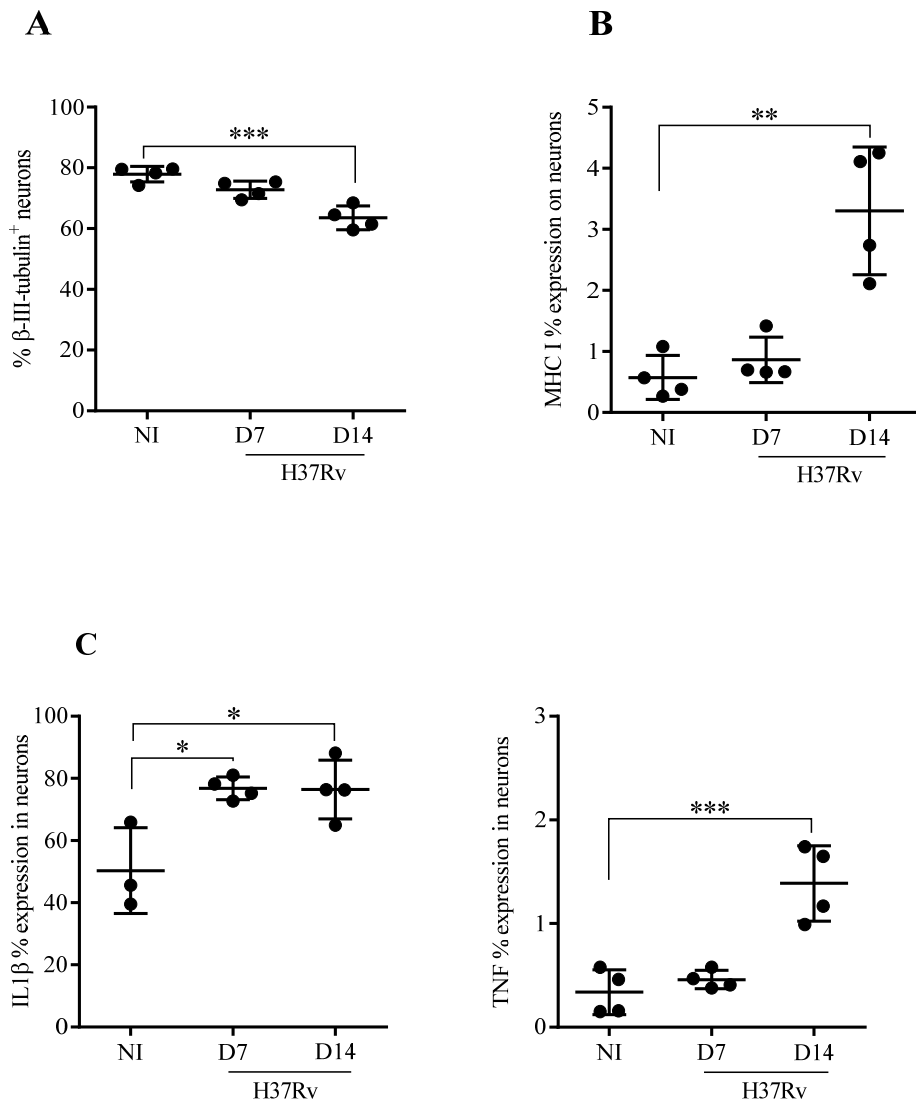 A
% β-III-tubulin⁺ neurons
100
80
60
40
20
0
***
NI
D7
D14
H37Rv
B
MHC I % expression on neurons
5
4
3
2
1
0
**
NI
D7
D14
H37Rv
C
IL1β % expression in neurons
100
80
60
40
20
0
*
*
NI
D7
D14
H37Rv
TNF % expression in neurons
3
2
1
0
***
NI
D7
D14
H37Rv